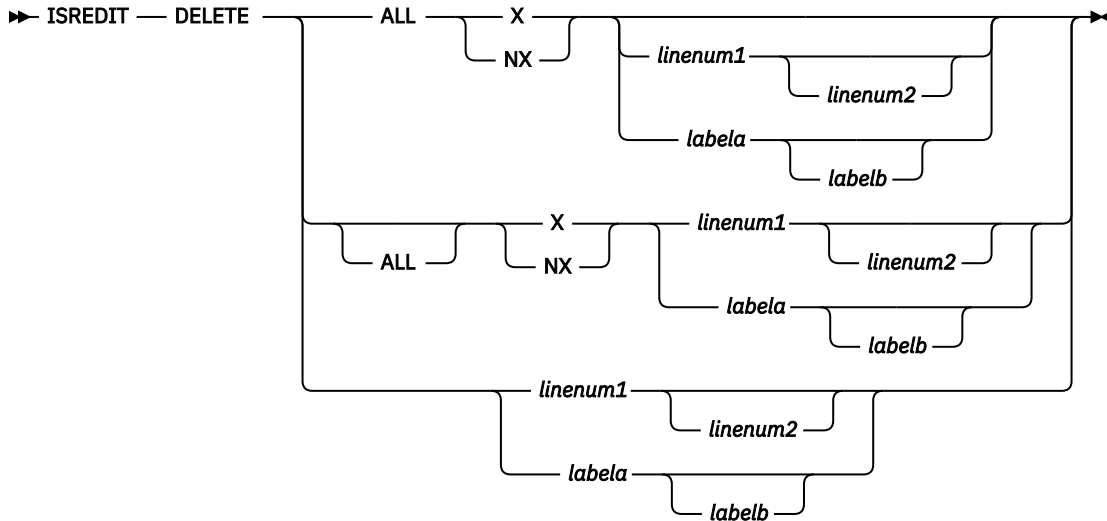 ISREDIT DELETE ALL X
NX
linenum1
linenum2
labela
labelb
X linenum1
ALL NX linenum2
labela
labelb
linenum1
linenum2
labela
labelb